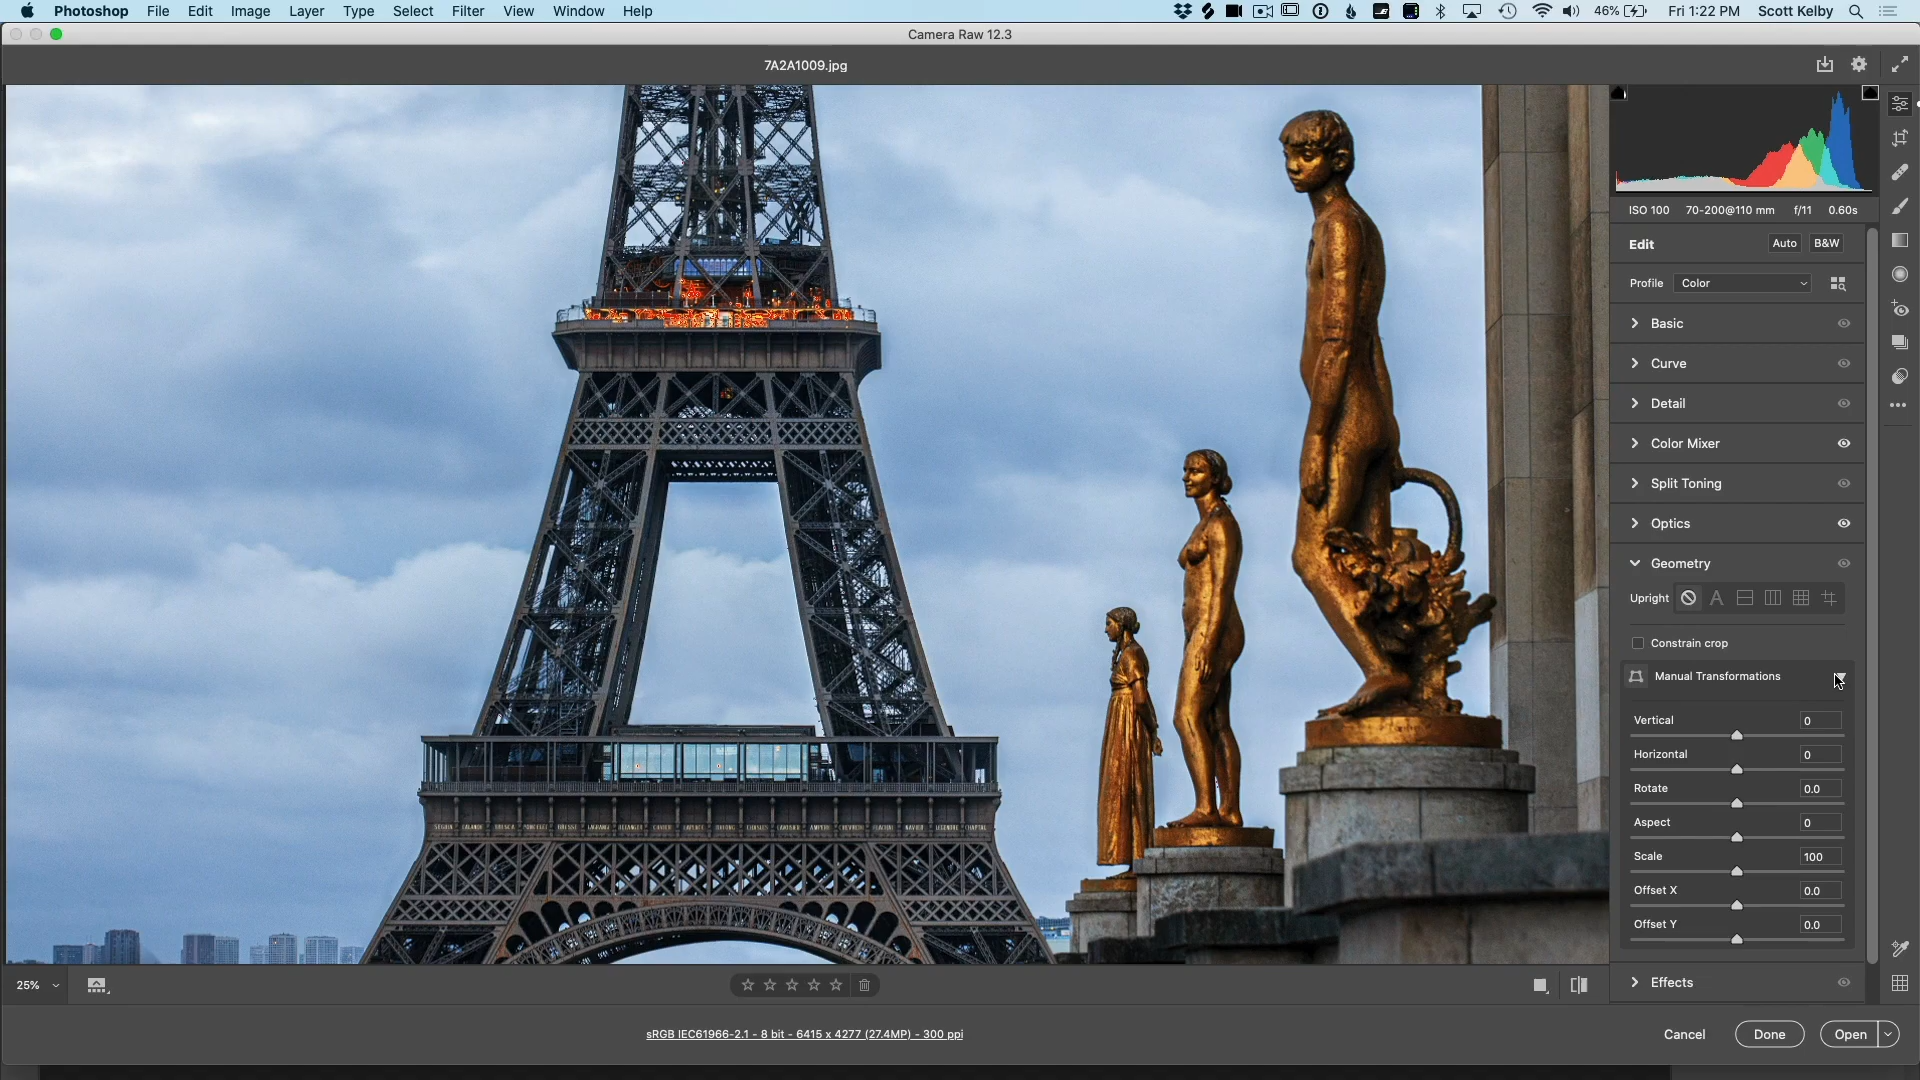 Photoshop File Edit Image Layer Type Select Filter View Window Help 46% Fri 1:22 PM Scott Kelby
Camera Raw 12.3
7A2A1009.jpg
ISO 100 70-200@110 mm f/11 0.60s
Edit Auto B&W
Profile Color
Basic
Curve
Detail
Color Mixer
Split Toning
Optics
Geometry
Upright A
Constrain crop
Manual Transformations
Vertical 0
Horizontal 0
Rotate 0.0
Aspect 0
Scale 100
Offset X 0.0
Offset Y 0.0
Effects
25%
sRGB IEC61966-2.1 - 8 bit - 6415 x 4277 (27.4MP) - 300 ppi
Cancel Done Open